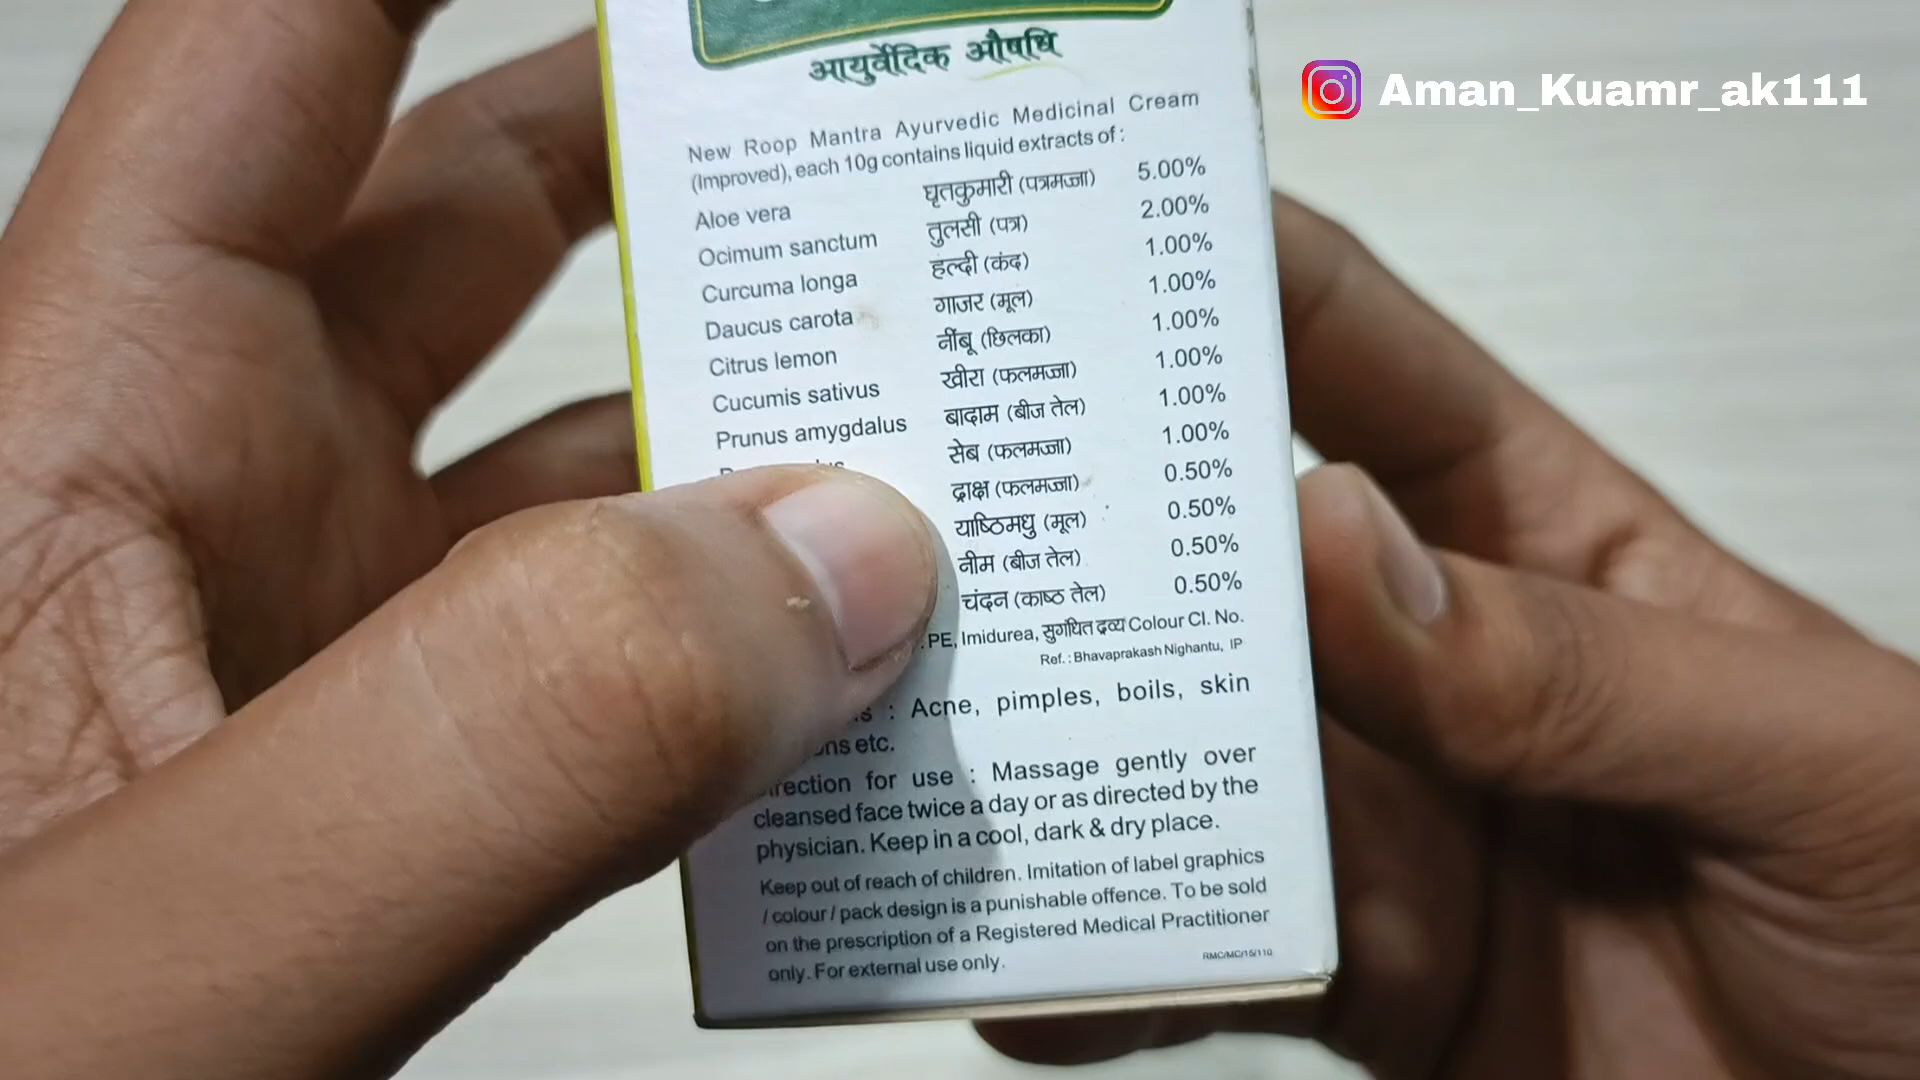 आयुर्वेदिक औषधि
Aman_Kuamr_ak111
New Roop Mantra Ayurvedic Medicinal Cream
(Improved), each 10g contains liquid extracts of :
Aloe vera घृतकुमारी (पत्रमज्जा) 5.00%
Ocimum sanctum तुलसी (पत्र) 2.00%
Curcuma longa हल्दी (कंद) 1.00%
Daucus carota गाजर (मूल) 1.00%
Citrus lemon नींबू (छिलका) 1.00%
Cucumis sativus खीरा (फलमज्जा) 1.00%
Prunus amygdalus बादाम (बीज तेल) 1.00%
सेब (फलमज्जा) 1.00%
द्राक्ष (फलमज्जा) 0.50%
याष्ठिमधु (मूल) 0.50%
नीम (बीज तेल) 0.50%
चंदन (काष्ठ तेल) 0.50%
PE, Imidurea, सुगंधित द्रव्य Colour Cl. No.
Ref. : Bhavaprakash Nighantu, IP
: Acne, pimples, boils, skin
etc.
for use : Massage gently over
cleansed face twice a day or as directed by the
physician. Keep in a cool, dark & dry place.
Keep out of reach of children. Imitation of label graphics
/ colour / pack design is a punishable offence. To be sold
on the prescription of a Registered Medical Practitioner
only. For external use only.
RMC/MC/15/110